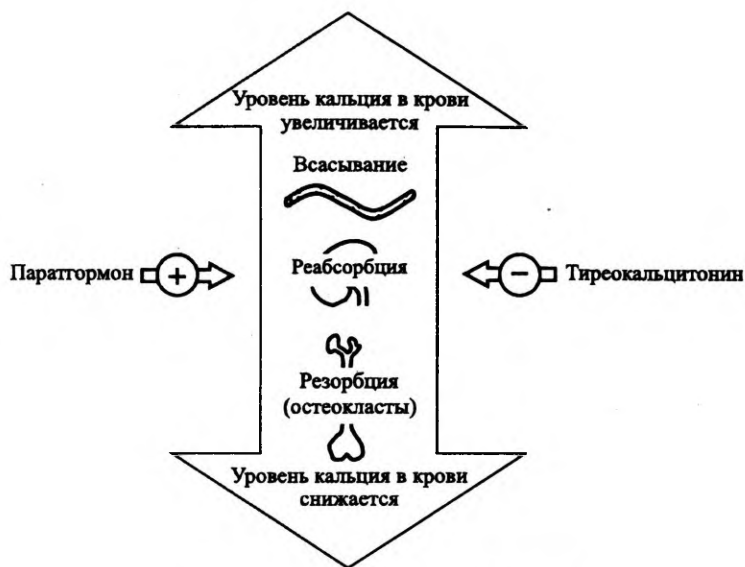 Уровень кальция в крови
увеличивается
Всасывание
Паратгормон
+
Реабсорбция
−
Тиреокальцитонин
Резорбция
(остеокласты)
Уровень кальция в крови
снижается